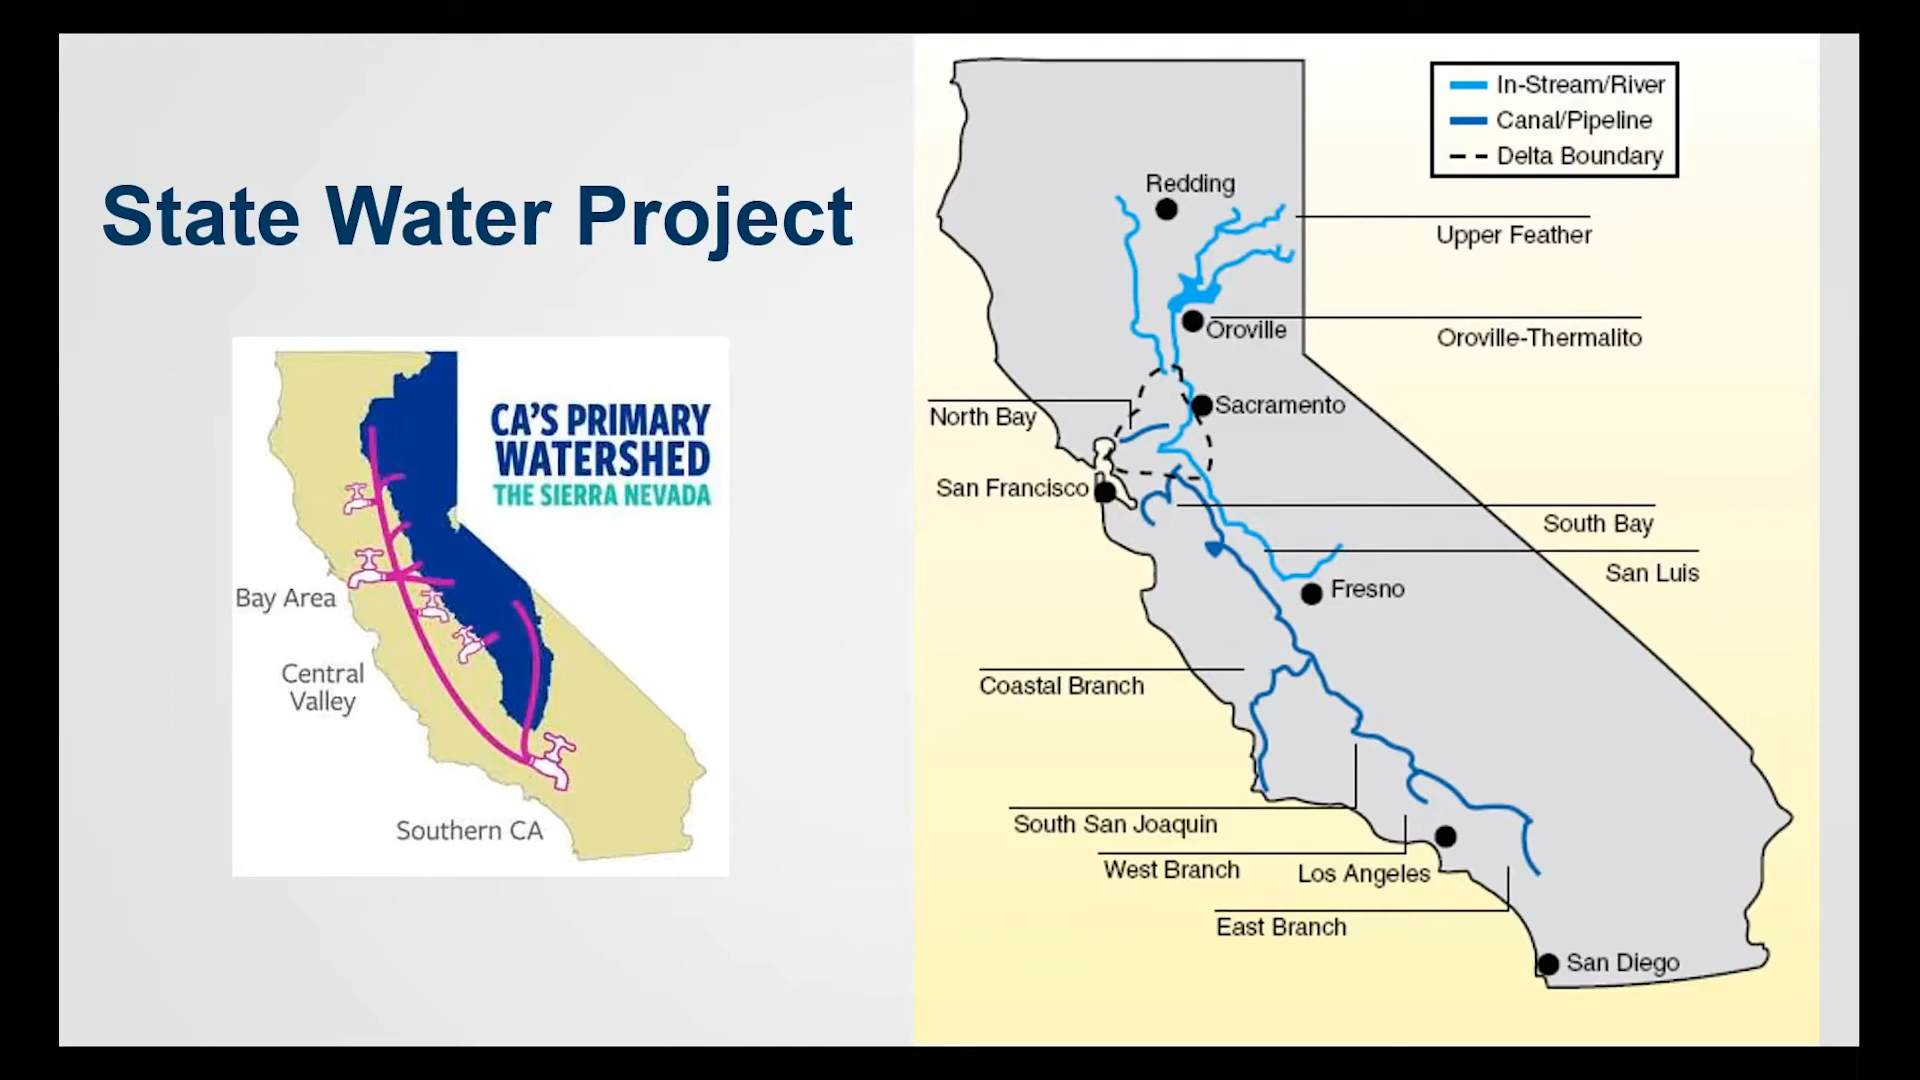 State Water Project
CA'S PRIMARY
WATERSHED
THE SIERRA NEVADA
Bay Area
Central
Valley
Southern CA
In-Stream/River
Canal/Pipeline
Delta Boundary
Redding
Upper Feather
Oroville
Oroville-Thermalito
North Bay
Sacramento
San Francisco
South Bay
San Luis
Fresno
Coastal Branch
South San Joaquin
West Branch
Los Angeles
East Branch
San Diego